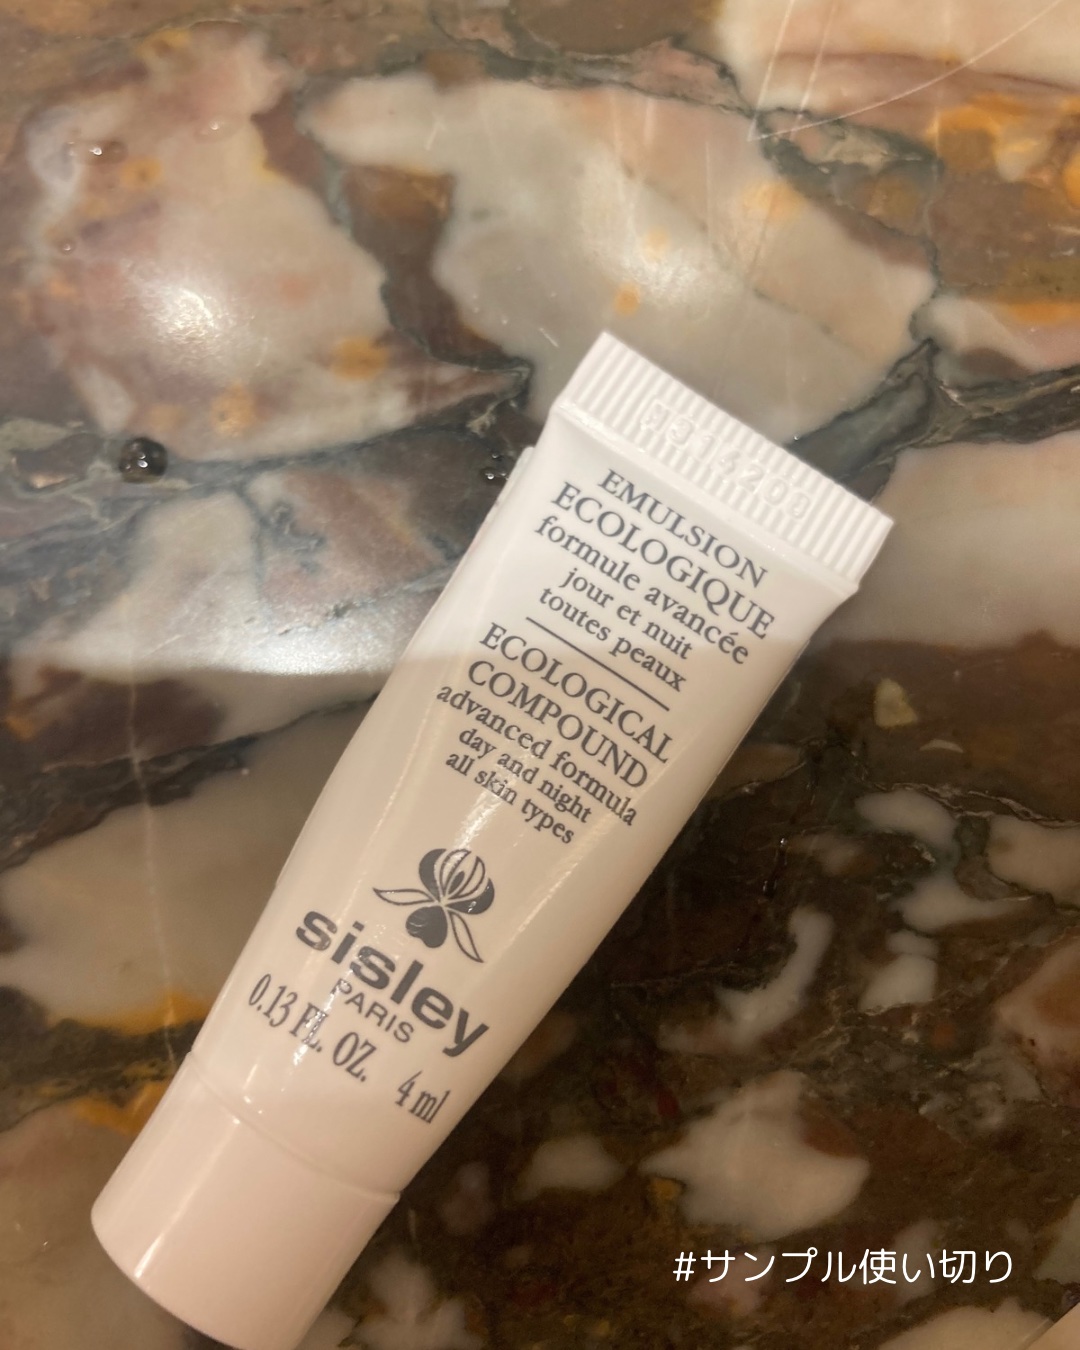 EMULSION
ECOLOGIQUE
formule avancée
jour et nuit
toutes peaux
ECOLOGICAL
COMPOUND
advanced formula
day and night
all skin types
sisley
PARIS
0.13 FL. OZ. 4 ml
#サンプル使い切り